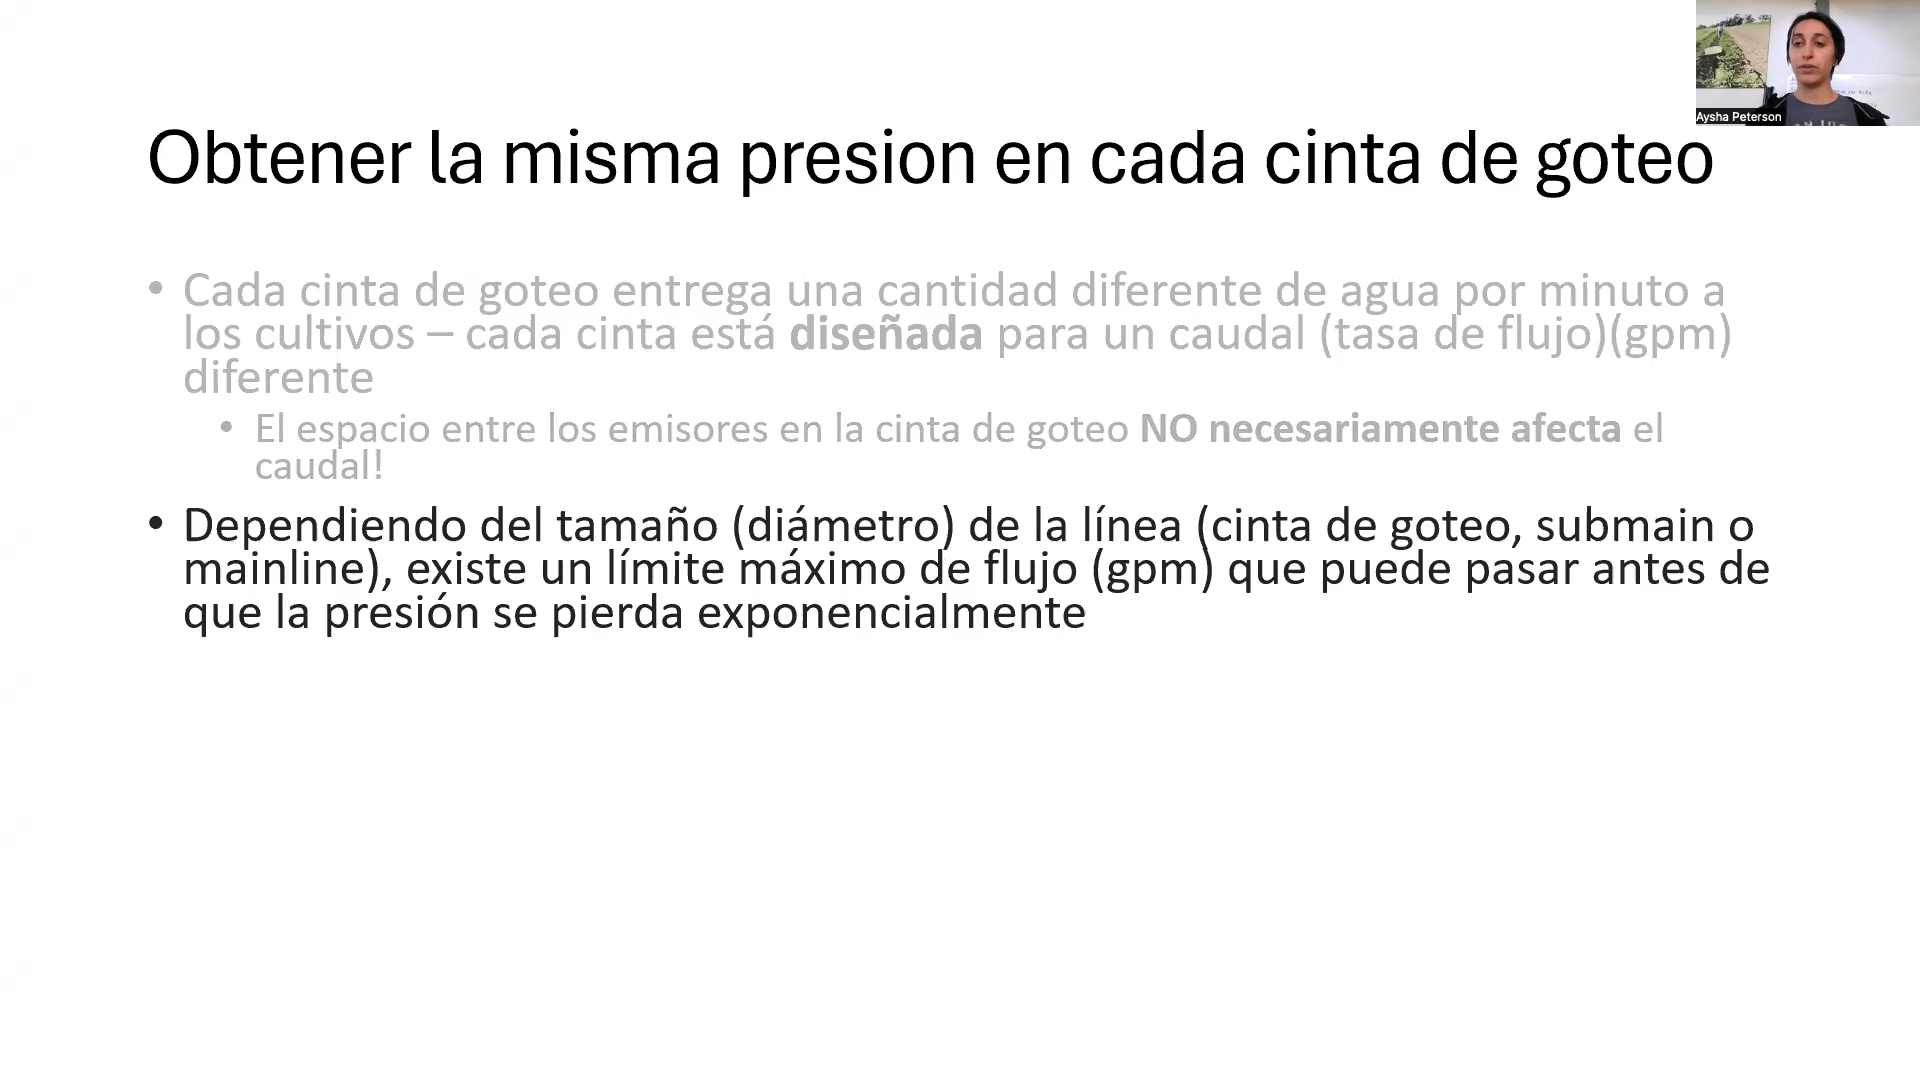 Aysha Peterson
Obtener la misma presion en cada cinta de goteo
• Cada cinta de goteo entrega una cantidad diferente de agua por minuto a
los cultivos – cada cinta está diseñada para un caudal (tasa de flujo)(gpm)
diferente
• El espacio entre los emisores en la cinta de goteo NO necesariamente afecta el
caudal!
• Dependiendo del tamaño (diámetro) de la línea (cinta de goteo, submain o
mainline), existe un límite máximo de flujo (gpm) que puede pasar antes de
que la presión se pierda exponencialmente